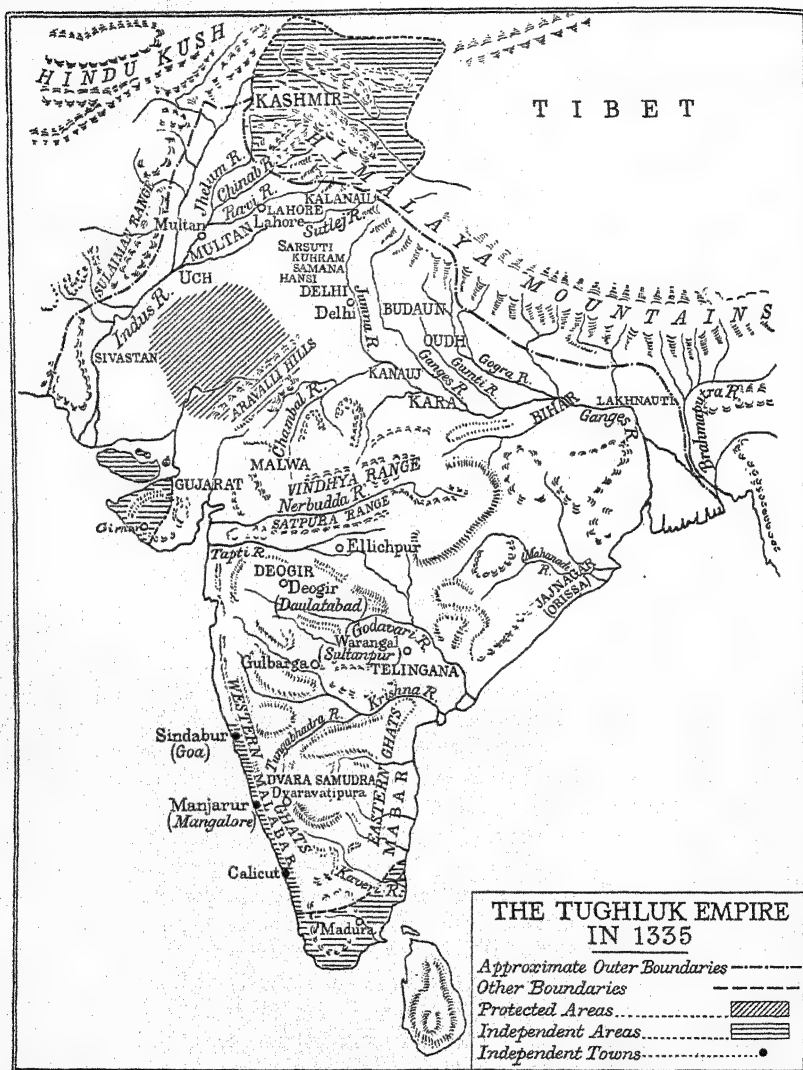 HINDU KUSH
TIBET
KASHMIR
HIMALAYA MOUNTAINS
Jhelum R.
Chinab R.
Ravi R.
KALANAUR
LAHORE
Lahore
Sutlej R.
SULAIMAN RANGE
Multan
MULTAN
UCH
Indus R.
SIVASTAN
SARSUTI
KUHRAM
SAMANA
HANSI
DELHI
Delhi
Jumna R.
BUDAUN
OUDH
Gogra R.
Gumti R.
Ganges R.
KANAUJ
KARA
BIHAR
LAKHNAUTI
Ganges R.
Brahmaputra R.
ARAVALLI HILLS
Chambal R.
MALWA
VINDHYA RANGE
Nerbudda R.
SATPURA RANGE
GUJARAT
Girnar
Tapti R.
Ellichpur
DEOGIR
Deogir
(Daulatabad)
Mahanadi
R.
JAJNAGAR
(ORISSA)
Godavari R.
Warangal
(Sultanpur)
Gulbarga
TELINGANA
Krishna R.
Tungabhadra R.
WESTERN GHATS
EASTERN GHATS
Sindabur
(Goa)
DVARA SAMUDRA
Dvaravatipura
MALABAR
MABAR
Manjarur
(Mangalore)
Calicut
Kaveri R.
Madura
THE TUGHLUK EMPIRE
IN 1335
Approximate Outer Boundaries
Other Boundaries
Protected Areas
Independent Areas
Independent Towns